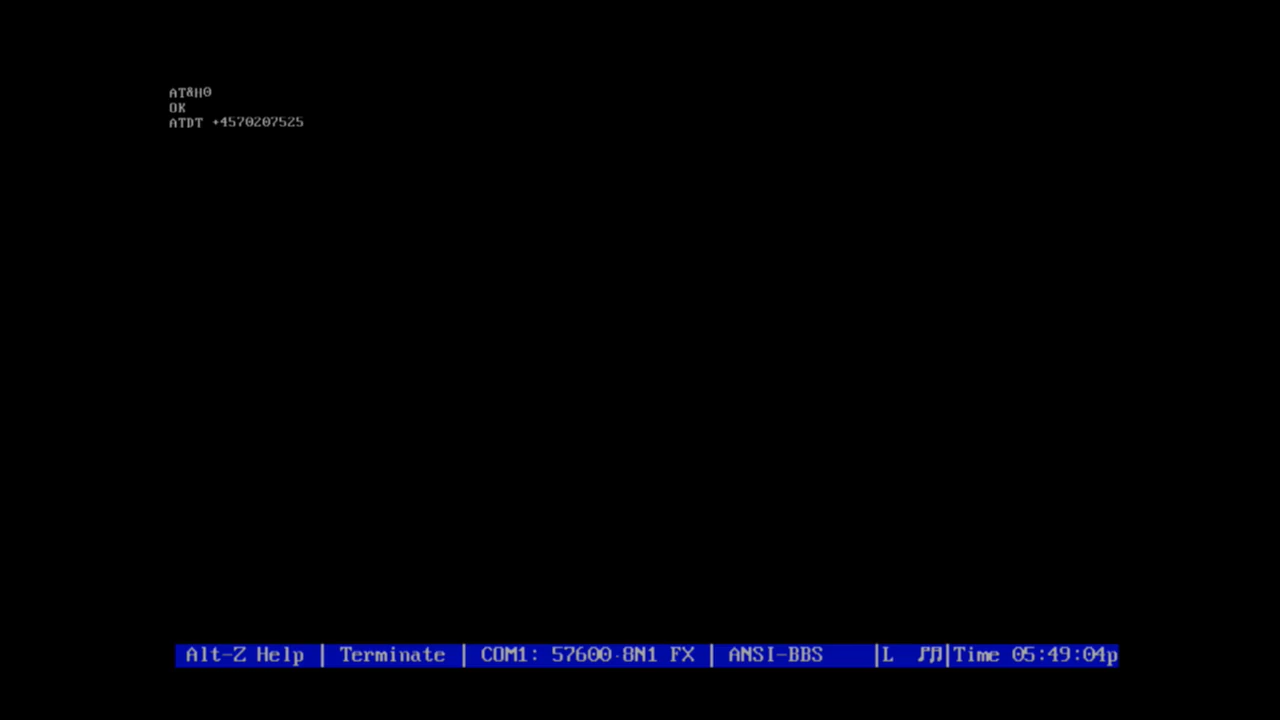 AT&H0
OK
ATDT +4570207525
Alt-Z Help | Terminate | COM1: 57600·8N1 FX | ANSI-BBS |L ♬|Time 05:49:04p